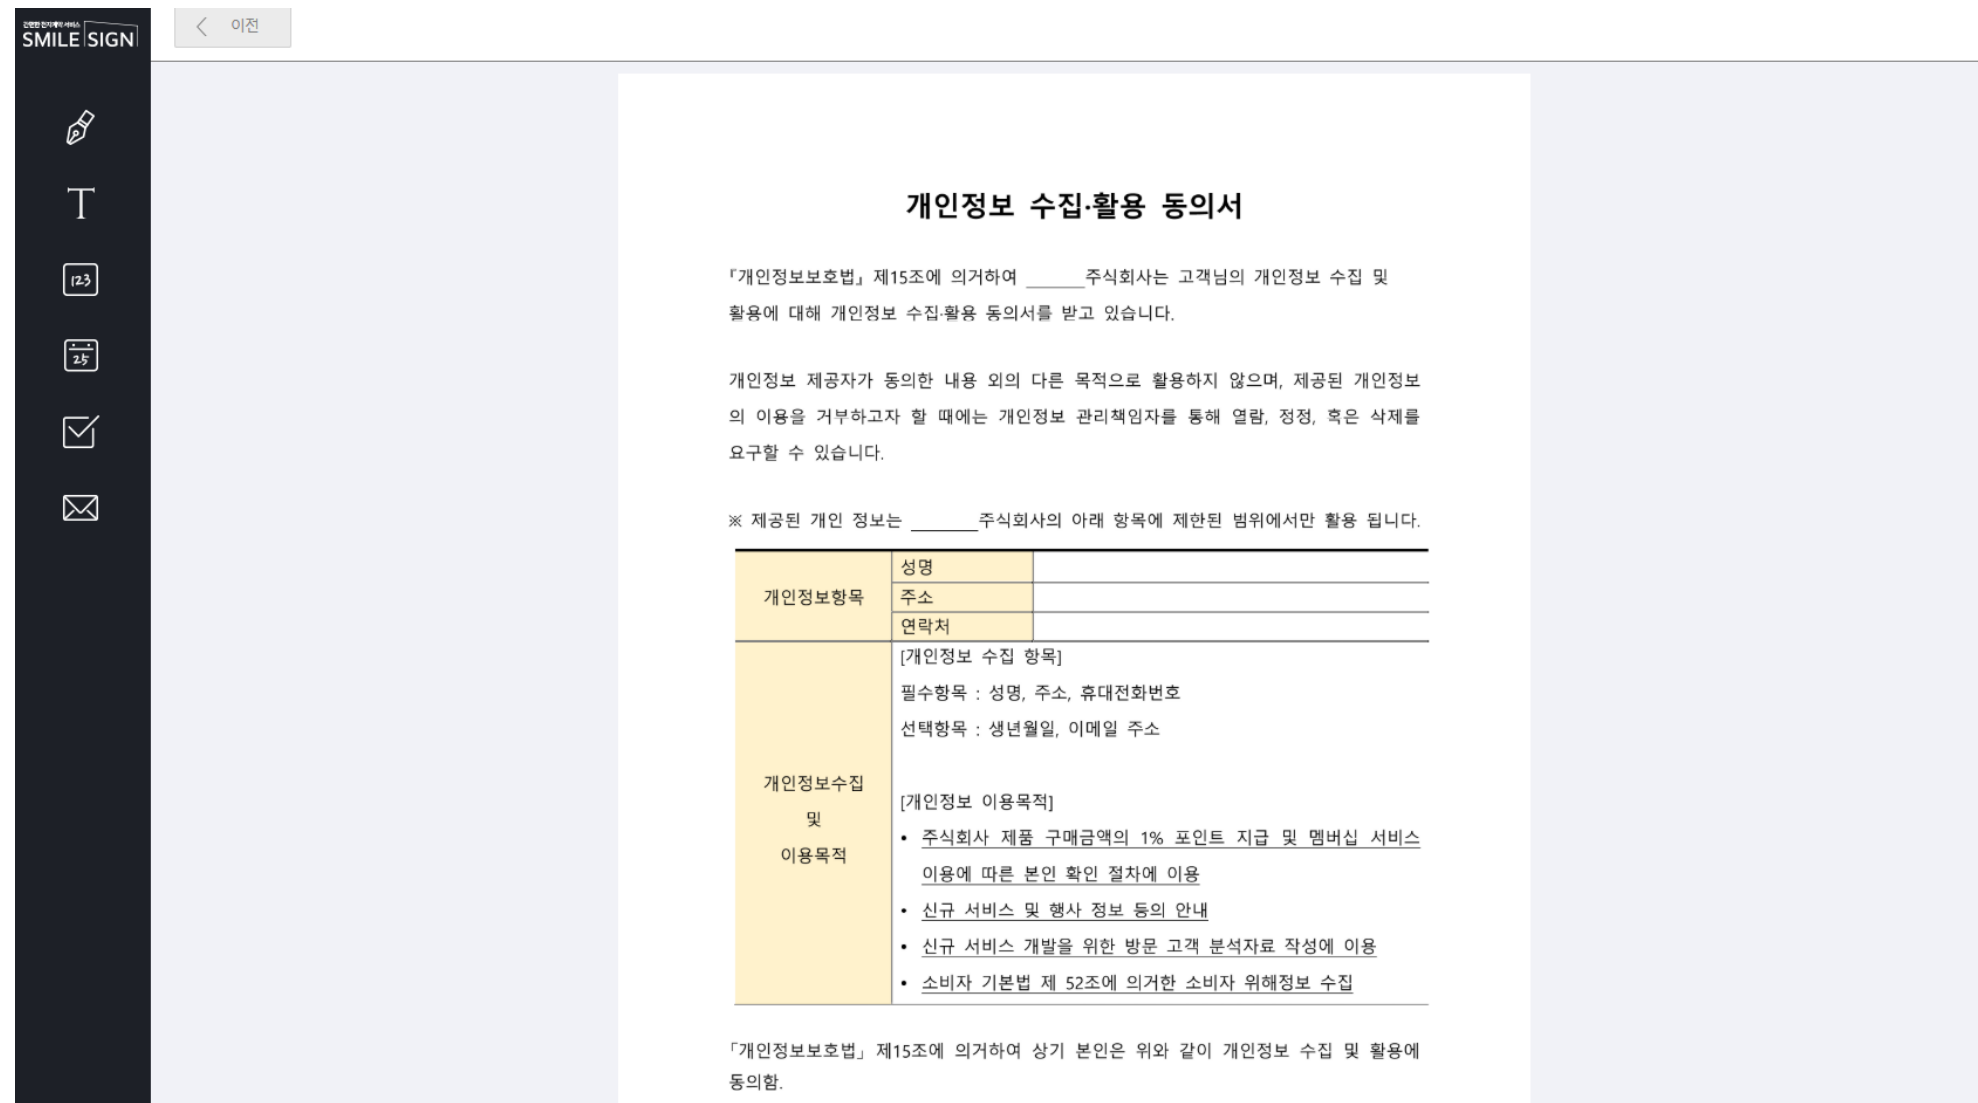 간편한 전자계약 서비스
SMILE SIGN
이전
123
25
개인정보 수집·활용 동의서
『개인정보보호법』 제15조에 의거하여 ______주식회사는 고객님의 개인정보 수집 및
활용에 대해 개인정보 수집·활용 동의서를 받고 있습니다.
개인정보 제공자가 동의한 내용 외의 다른 목적으로 활용하지 않으며, 제공된 개인정보
의 이용을 거부하고자 할 때에는 개인정보 관리책임자를 통해 열람, 정정, 혹은 삭제를
요구할 수 있습니다.
※ 제공된 개인 정보는 _______주식회사의 아래 항목에 제한된 범위에서만 활용 됩니다.
개인정보항목
성명
주소
연락처
개인정보수집
및
이용목적
[개인정보 수집 항목]
필수항목 : 성명, 주소, 휴대전화번호
선택항목 : 생년월일, 이메일 주소
[개인정보 이용목적]
• 주식회사 제품 구매금액의 1% 포인트 지급 및 멤버십 서비스
이용에 따른 본인 확인 절차에 이용
• 신규 서비스 및 행사 정보 등의 안내
• 신규 서비스 개발을 위한 방문 고객 분석자료 작성에 이용
• 소비자 기본법 제 52조에 의거한 소비자 위해정보 수집
「개인정보보호법」 제15조에 의거하여 상기 본인은 위와 같이 개인정보 수집 및 활용에
동의함.